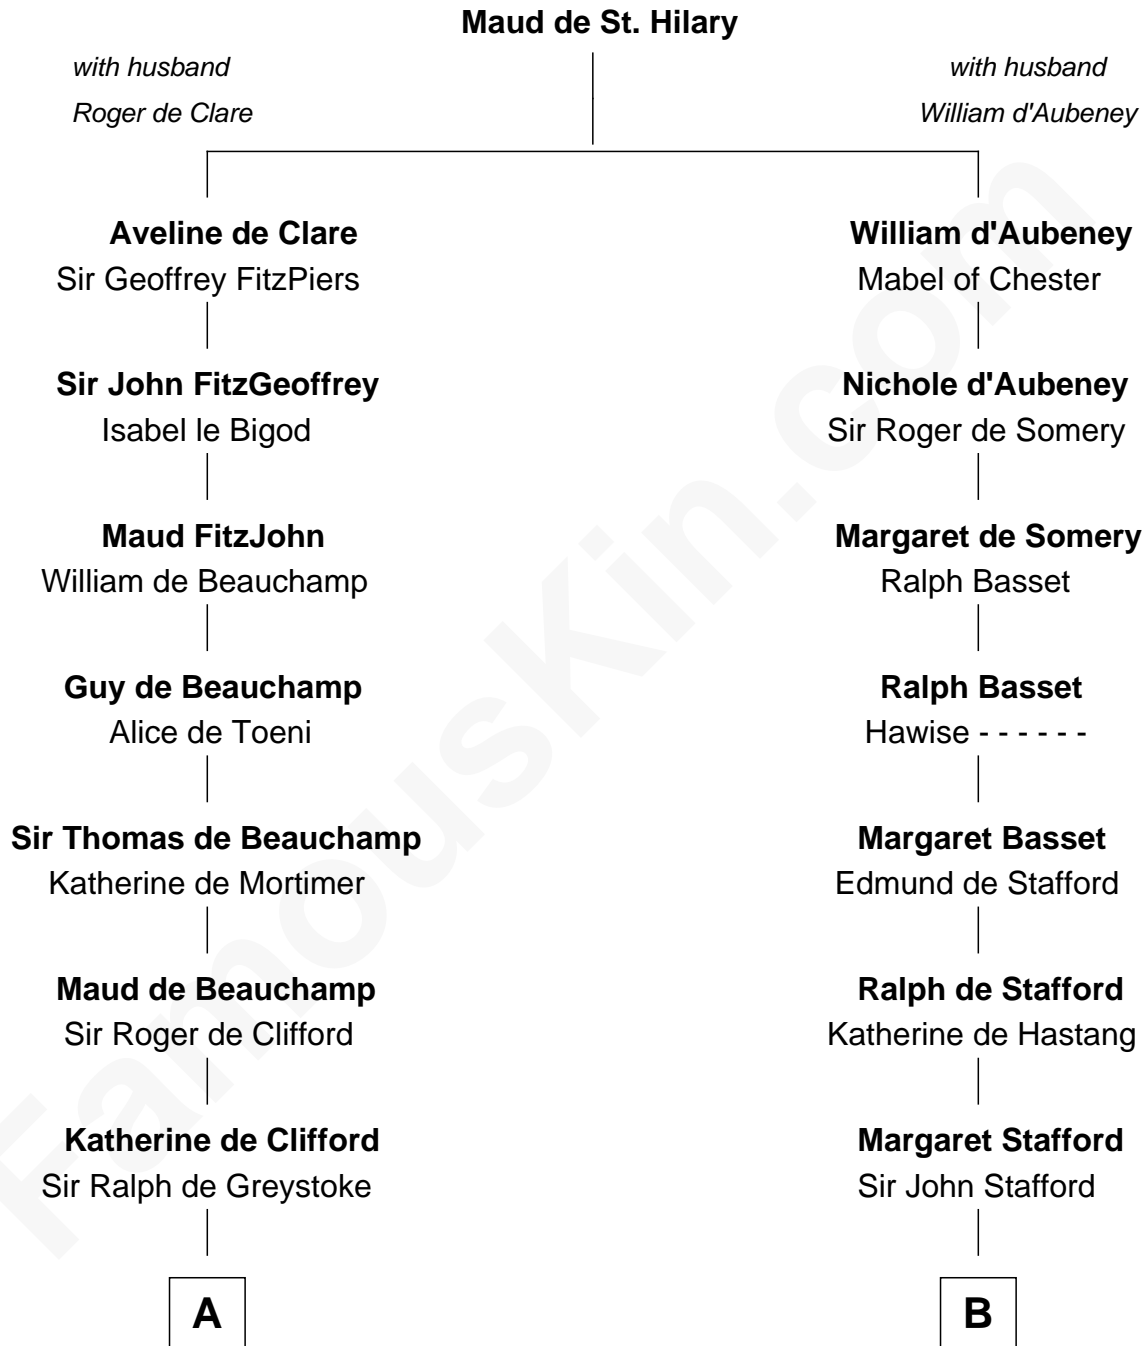 Maud de St. Hilary
with husband
Roger de Clare
with husband
William d'Aubeney
Aveline de Clare
Sir Geoffrey FitzPiers
William d'Aubeney
Mabel of Chester
Sir John FitzGeoffrey
Isabel le Bigod
Nichole d'Aubeney
Sir Roger de Somery
Maud FitzJohn
William de Beauchamp
Margaret de Somery
Ralph Basset
Guy de Beauchamp
Alice de Toeni
Ralph Basset
Hawise - - - - - -
Sir Thomas de Beauchamp
Katherine de Mortimer
Margaret Basset
Edmund de Stafford
Maud de Beauchamp
Sir Roger de Clifford
Ralph de Stafford
Katherine de Hastang
Katherine de Clifford
Sir Ralph de Greystoke
Margaret Stafford
Sir John Stafford
A
B
FamousKin.com